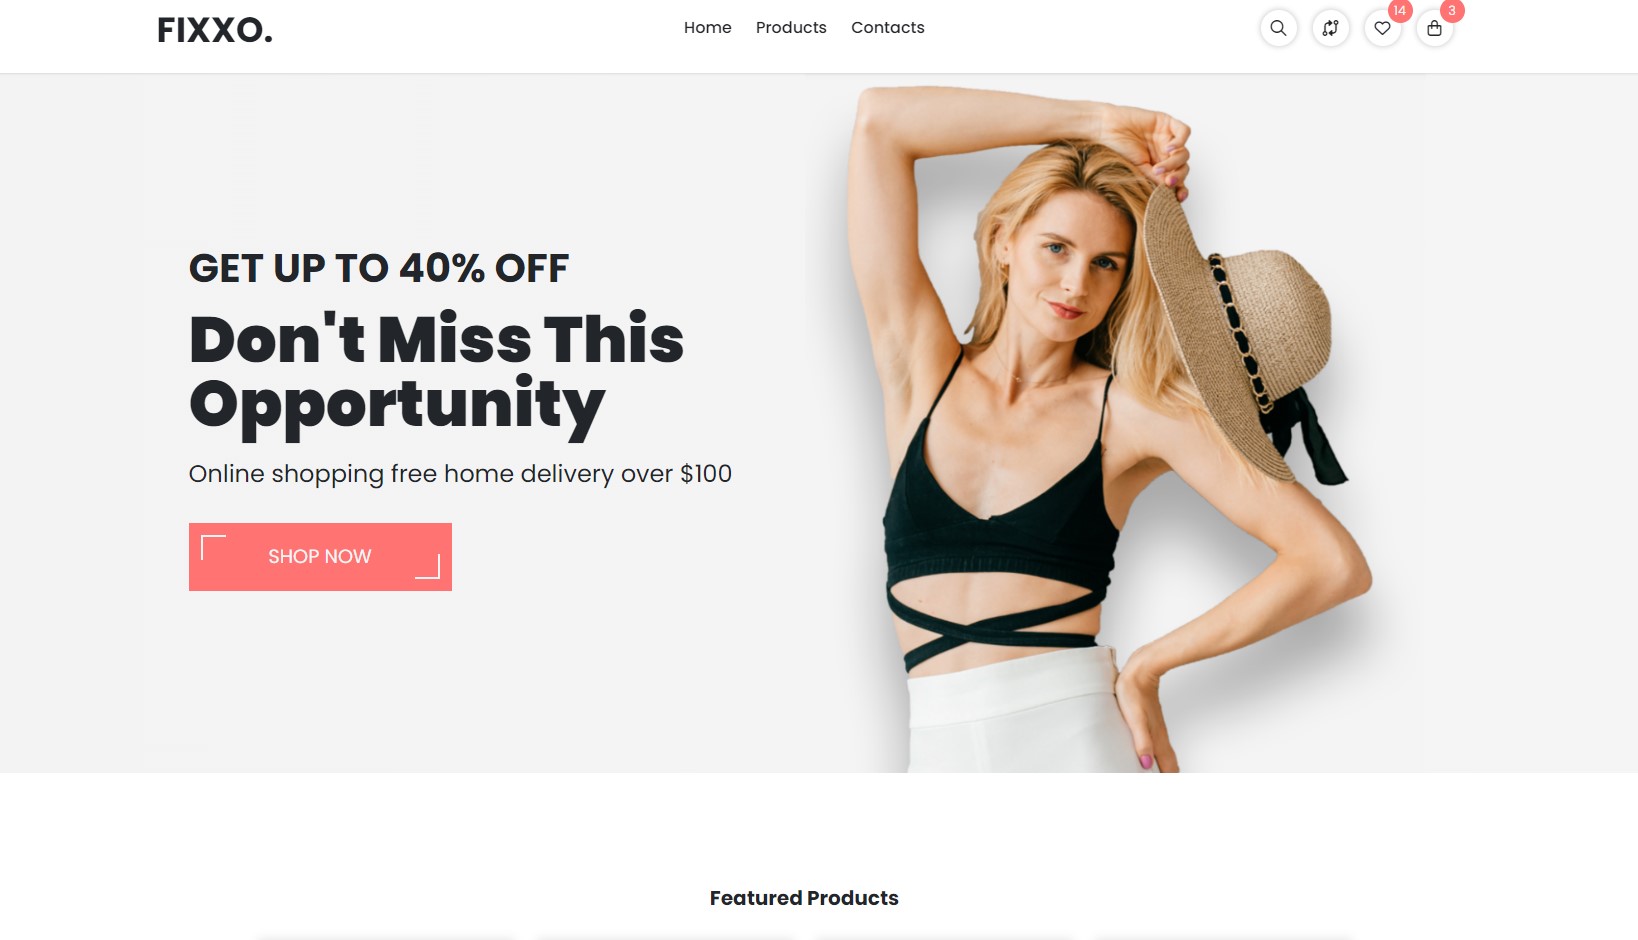 FIXXO.
Home Products Contacts
14
3
GET UP TO 40% OFF
Don't Miss This
Opportunity
Online shopping free home delivery over $100
SHOP NOW
Featured Products